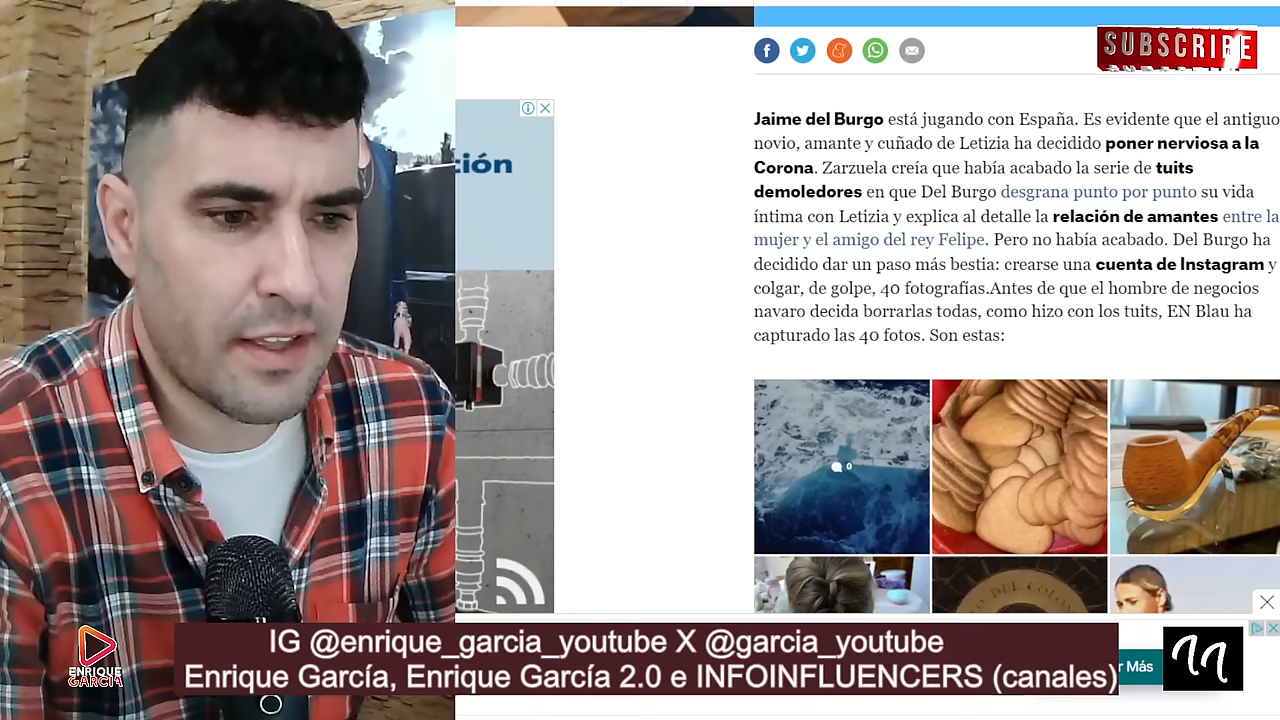 SUBSCRIBE
ción
Jaime del Burgo está jugando con España. Es evidente que el antiguo
novio, amante y cuñado de Letizia ha decidido poner nerviosa a la
Corona. Zarzuela creía que había acabado la serie de tuits
demoledores en que Del Burgo desgrana punto por punto su vida
íntima con Letizia y explica al detalle la relación de amantes entre la
mujer y el amigo del rey Felipe. Pero no había acabado. Del Burgo ha
decidido dar un paso más bestia: crearse una cuenta de Instagram y
colgar, de golpe, 40 fotografías.Antes de que el hombre de negocios
navaro decida borrarlas todas, como hizo con los tuits, EN Blau ha
capturado las 40 fotos. Son estas:
0
O DEL COLON
IG @enrique_garcia_youtube X @garcia_youtube
Enrique García, Enrique García 2.0 e INFOINFLUENCERS (canales)
ENRIQUE
GARCÍA
r Más